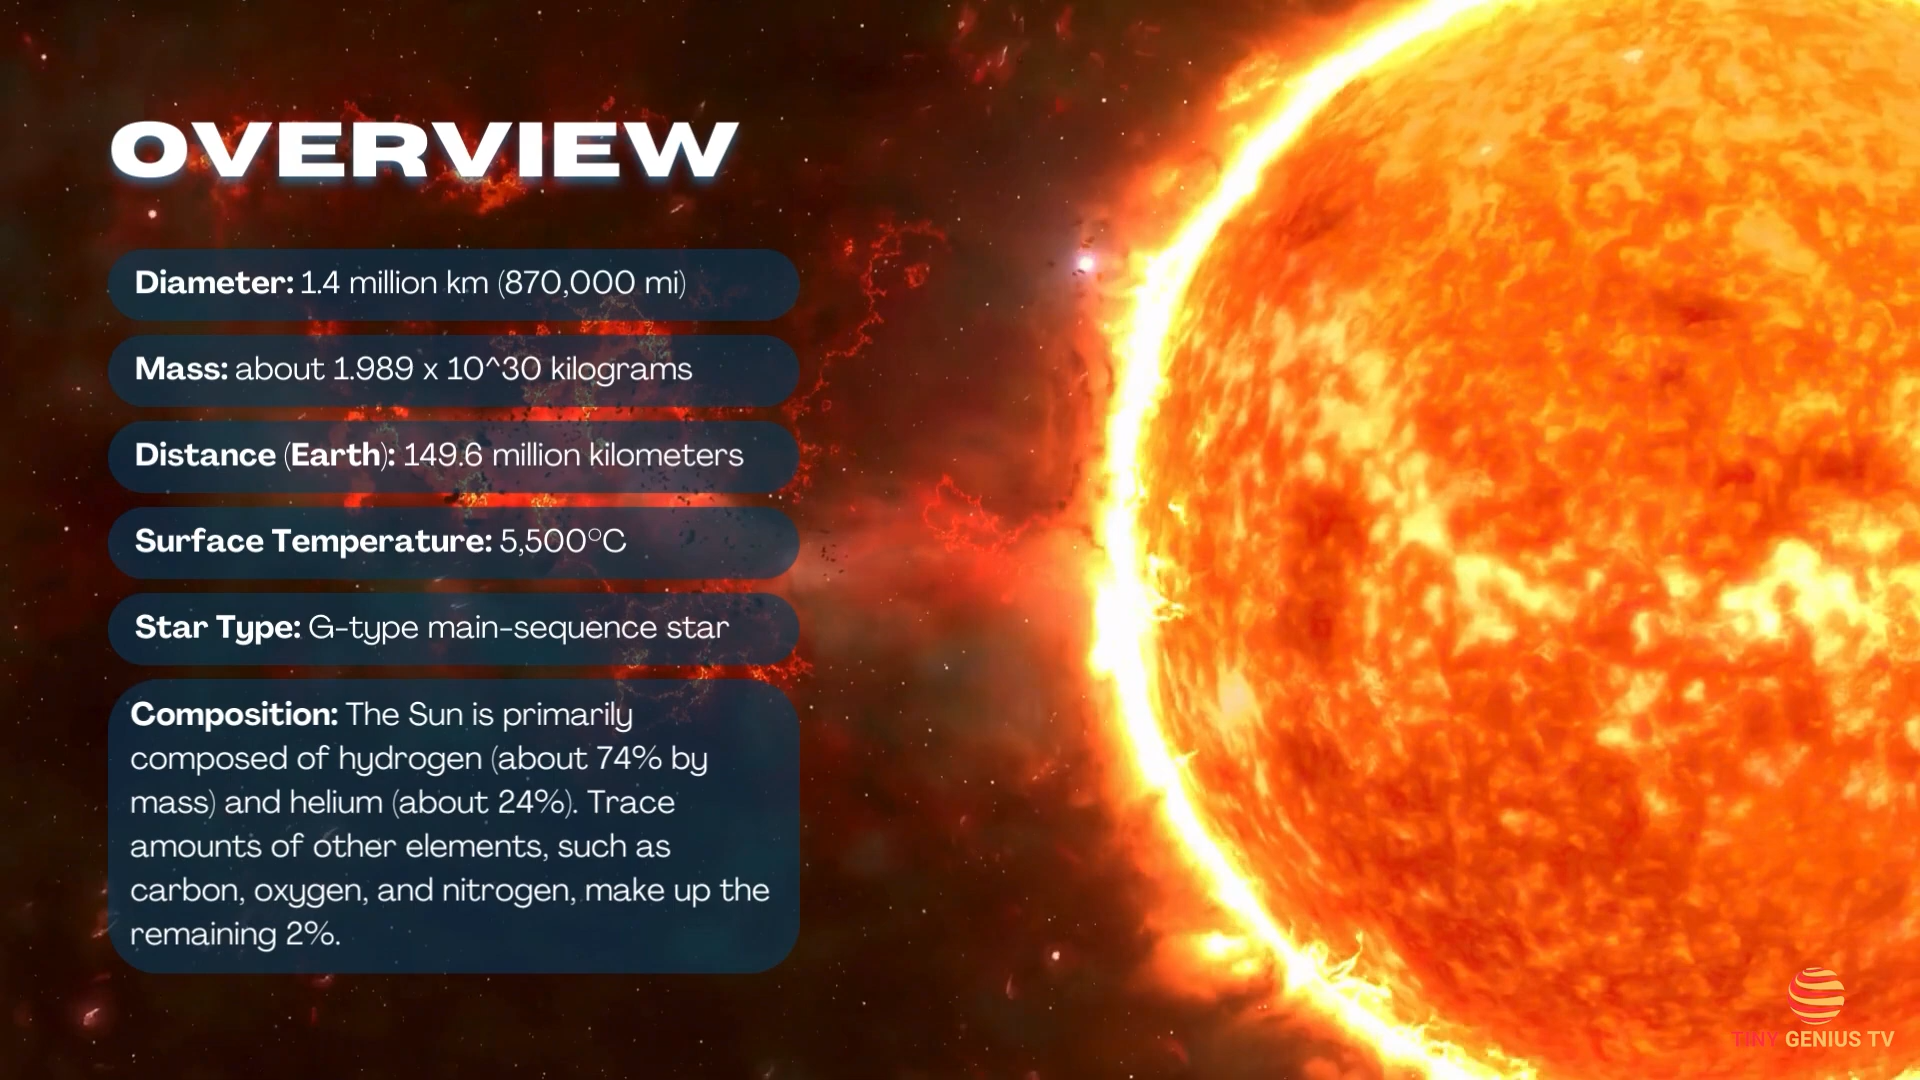 OVERVIEW
Diameter: 1.4 million km (870,000 mi)
Mass: about 1.989 x 10^30 kilograms
Distance (Earth): 149.6 million kilometers
Surface Temperature: 5,500°C
Star Type: G-type main-sequence star
Composition: The Sun is primarily
composed of hydrogen (about 74% by
mass) and helium (about 24%). Trace
amounts of other elements, such as
carbon, oxygen, and nitrogen, make up the
remaining 2%.
TINY GENIUS TV